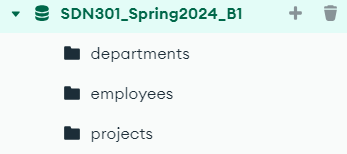 SDN301_Spring2024_B1
departments
employees
projects